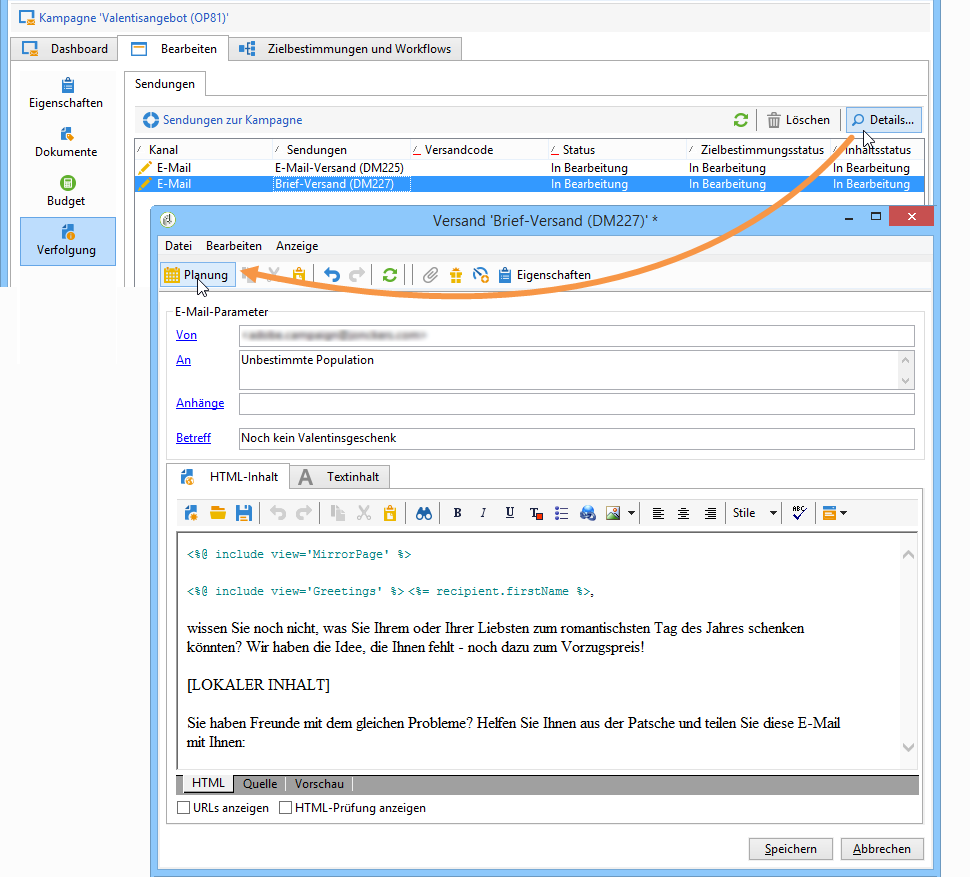 Kampagne 'Valentisangebot (OP81)'
Dashboard Bearbeiten Zielbestimmungen und Workflows
Sendungen
Eigenschaften
Dokumente
Budget
Verfolgung
Sendungen zur Kampagne Löschen Details...
Kanal Sendungen Versandcode Status Zielbestimmungsstatus Inhaltsstatus
E-Mail E-Mail-Versand (DM225) In Bearbeitung In Bearbeitung In Bearbeitung
E-Mail Brief-Versand (DM227) In Bearbeitung In Bearbeitung In Bearbeitung
Versand 'Brief-Versand (DM227)' *
Datei Bearbeiten Anzeige
Planung Eigenschaften
E-Mail-Parameter
Von
An Unbestimmte Population
Anhänge
Betreff Noch kein Valentinsgeschenk
HTML-Inhalt A Textinhalt
B I U T Stile ABC
<%@ include view='MirrorPage' %>
<%@ include view='Greetings' %> <%= recipient.firstName %>,
wissen Sie noch nicht, was Sie Ihrem oder Ihrer Liebsten zum romantischsten Tag des Jahres schenken
könnten? Wir haben die Idee, die Ihnen fehlt - noch dazu zum Vorzugspreis!
[LOKALER INHALT]
Sie haben Freunde mit dem gleichen Probleme? Helfen Sie Ihnen aus der Patsche und teilen Sie diese E-Mail
mit Ihnen:
HTML Quelle Vorschau
URLs anzeigen HTML-Prüfung anzeigen
Speichern Abbrechen